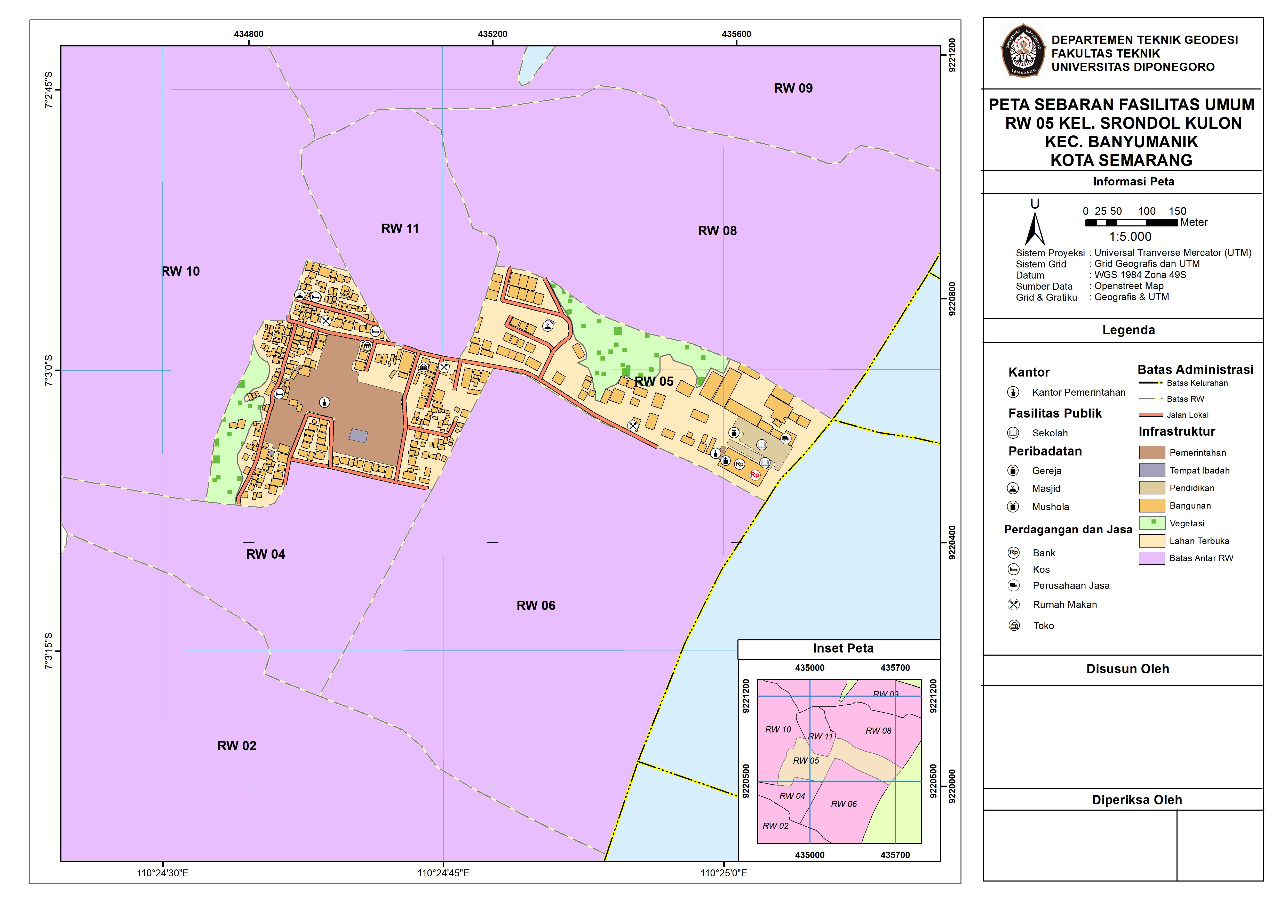 434800
435200
435600
9221200
9220800
9220400
9220000
7°2'45"S
7°3'0"S
7°3'15"S
110°24'30"E
110°24'45"E
110°25'0"E
RW 09
RW 11
RW 08
RW 10
RW 05
RW 04
RW 06
RW 02
Rp
Rp
Inset Peta
435000
435700
9221200
9221200
9220500
9220500
RW 09
RW 10
RW 11
RW 08
RW 05
RW 04
RW 06
RW 02
435000
435700
DEPARTEMEN TEKNIK GEODESI
FAKULTAS TEKNIK
UNIVERSITAS DIPONEGORO
PETA SEBARAN FASILITAS UMUM
RW 05 KEL. SRONDOL KULON
KEC. BANYUMANIK
KOTA SEMARANG
Informasi Peta
U
0 25 50 100 150
Meter
1:5.000
Sistem Proyeksi : Universal Tranverse Mercator (UTM)
Sistem Grid : Grid Geografis dan UTM
Datum : WGS 1984 Zona 49S
Sumber Data : Openstreet Map
Grid & Gratiku : Geografis & UTM
Legenda
Kantor
Kantor Pemerintahan
Fasilitas Publik
Sekolah
Peribadatan
Gereja
Masjid
Mushola
Perdagangan dan Jasa
Rp Bank
Kos
Perusahaan Jasa
Rumah Makan
Toko
Batas Administrasi
Batas Kelurahan
Batas RW
Jalan Lokal
Infrastruktur
Pemerintahan
Tempat Ibadah
Pendidikan
Bangunan
Vegetasi
Lahan Terbuka
Batas Antar RW
Disusun Oleh
Diperiksa Oleh